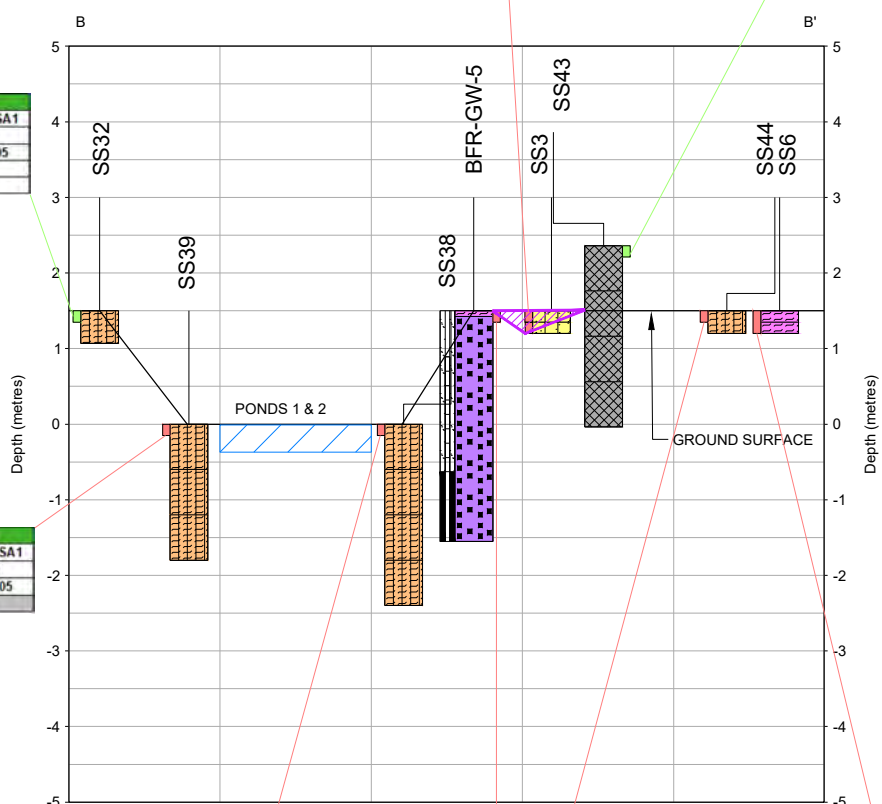 B
B'
5
5
4
4
3
3
2
2
1
1
0
0
-1
-1
-2
-2
-3
-3
-4
-4
-5
-5
Depth (metres)
Depth (metres)
SS32
SS39
SS38
BFR-GW-5
SS3
SS43
SS44
SS6
PONDS 1 & 2
GROUND SURFACE
SA1
05
SA1
05